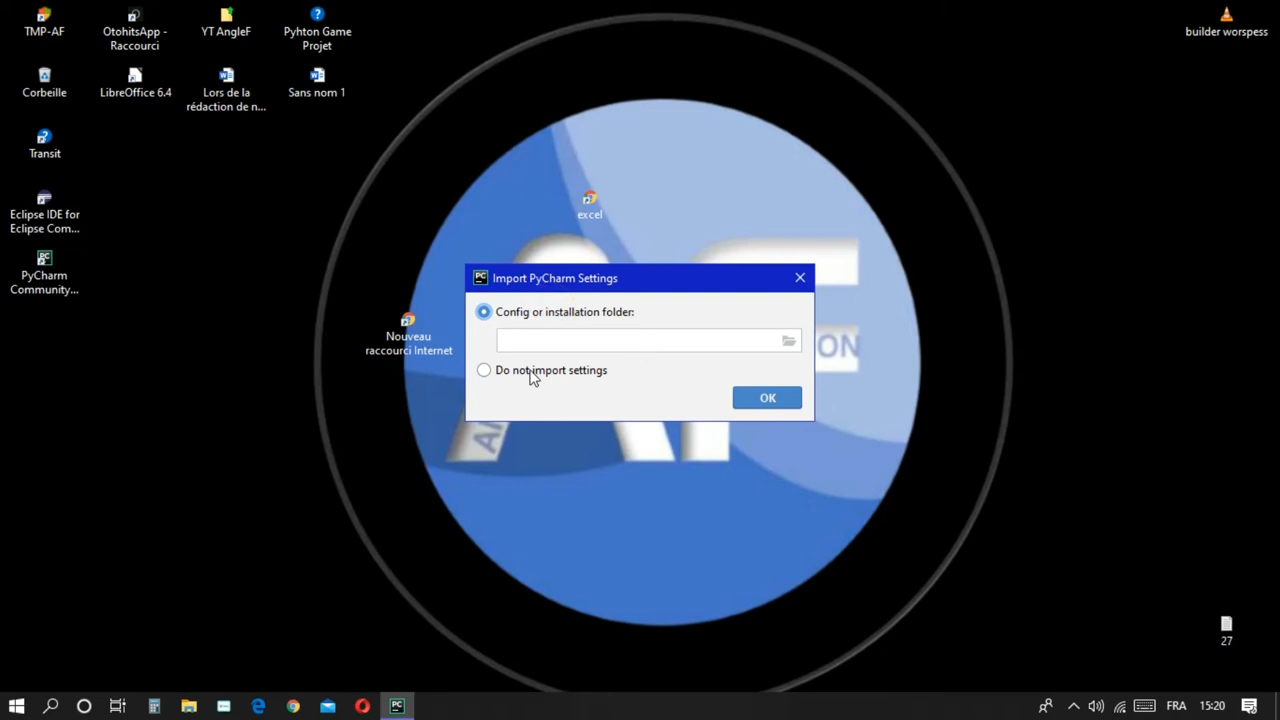 TMP-AF
OtohitsApp -
Raccourci
YT AngleF
Pyhton Game
Projet
builder worspess
Corbeille
LibreOffice 6.4
Lors de la
rédaction de n...
Sans nom 1
Transit
Eclipse IDE for
Eclipse Com...
excel
PyCharm
Community...
Nouveau
raccourci Internet
PC
Import PyCharm Settings
Config or installation folder:
Do not import settings
OK
ON
27
FRA
15:20